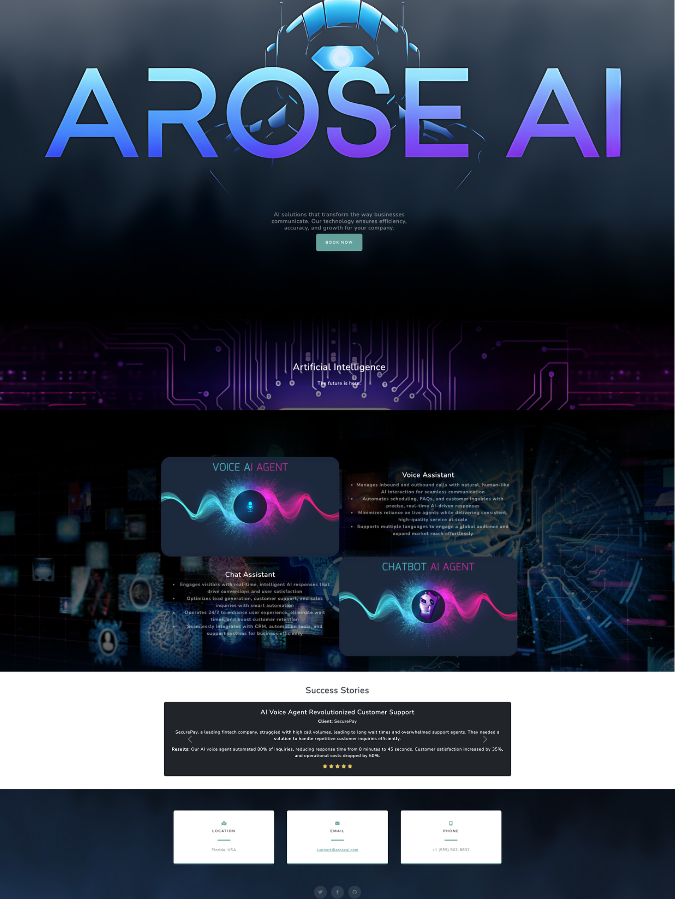 AROSE AI
AI solutions that transform the way businesses
communicate. Our technology ensures efficiency,
accuracy, and growth for your company.
BOOK NOW
Artificial Intelligence
The future is here.
VOICE AI AGENT
Voice Assistant
• Manages inbound and outbound calls with natural, human-like
AI interaction for seamless communication
• Automates scheduling, FAQs, and customer inquiries with
precise, real-time AI-driven responses
• Minimizes reliance on live agents while delivering consistent,
high-quality service at scale
• Supports multiple languages to engage a global audience and
expand market reach effortlessly
Chat Assistant
• Engages visitors with real-time, intelligent AI responses that
drive conversions and user satisfaction
• Optimizes lead generation, customer support, and sales
inquiries with smart automation
• Operates 24/7 to enhance user experience, eliminate wait
times, and boost customer retention
• Seamlessly integrates with CRM, automation tools, and
support systems for business efficiency
CHATBOT AI AGENT
Success Stories
AI Voice Agent Revolutionized Customer Support
Client: SecurePay
SecurePay, a leading fintech company, struggled with high call volumes, leading to long wait times and overwhelmed support agents. They needed a
solution to handle repetitive customer inquiries efficiently.
Results: Our AI voice agent automated 80% of inquiries, reducing response time from 8 minutes to 45 seconds. Customer satisfaction increased by 35%,
and operational costs dropped by 50%.
LOCATION
EMAIL
PHONE